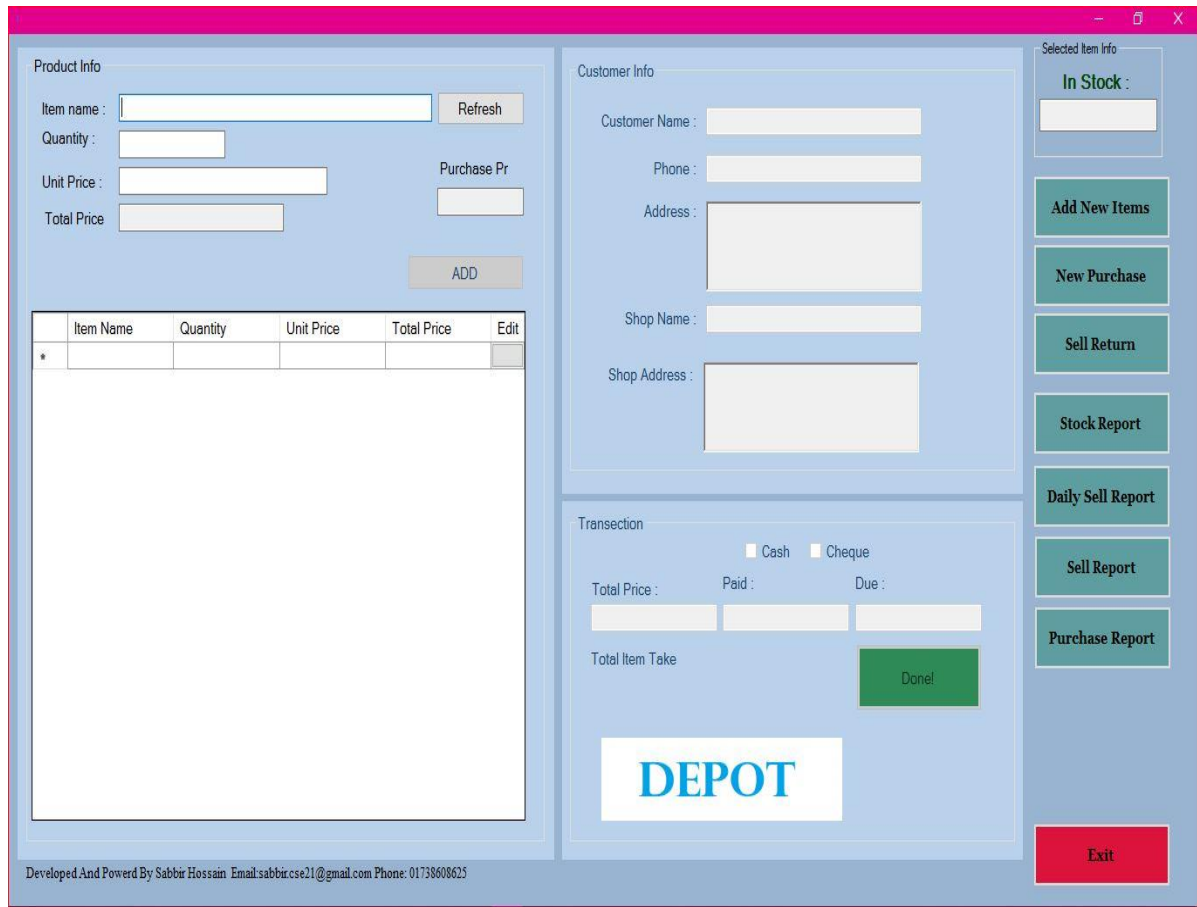 Product Info
Item name :
Refresh
Quantity :
Unit Price :
Purchase Pr
Total Price
ADD
Item Name Quantity Unit Price Total Price Edit
*
Customer Info
Customer Name :
Phone :
Address :
Shop Name :
Shop Address :
Transection
Cash Cheque
Total Price : Paid : Due :
Total Item Take
Done!
DEPOT
Selected Item Info
In Stock :
Add New Items
New Purchase
Sell Return
Stock Report
Daily Sell Report
Sell Report
Purchase Report
Exit
Developed And Powerd By Sabbir Hossain Email:sabbir.cse21@gmail.com Phone: 01738608625